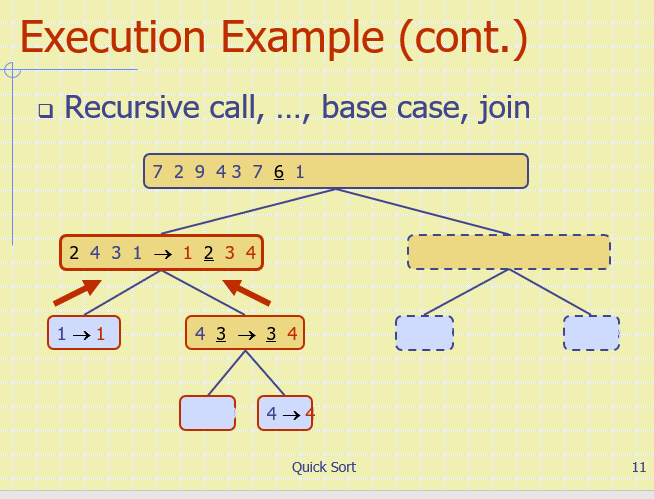 Execution Example (cont.)
❑ Recursive call, …, base case, join
7 2 9 4 3 7 6 1
2 4 3 1 → 1 2 3 4
1 → 1
4 3 → 3 4
4 → 4
Quick Sort
11